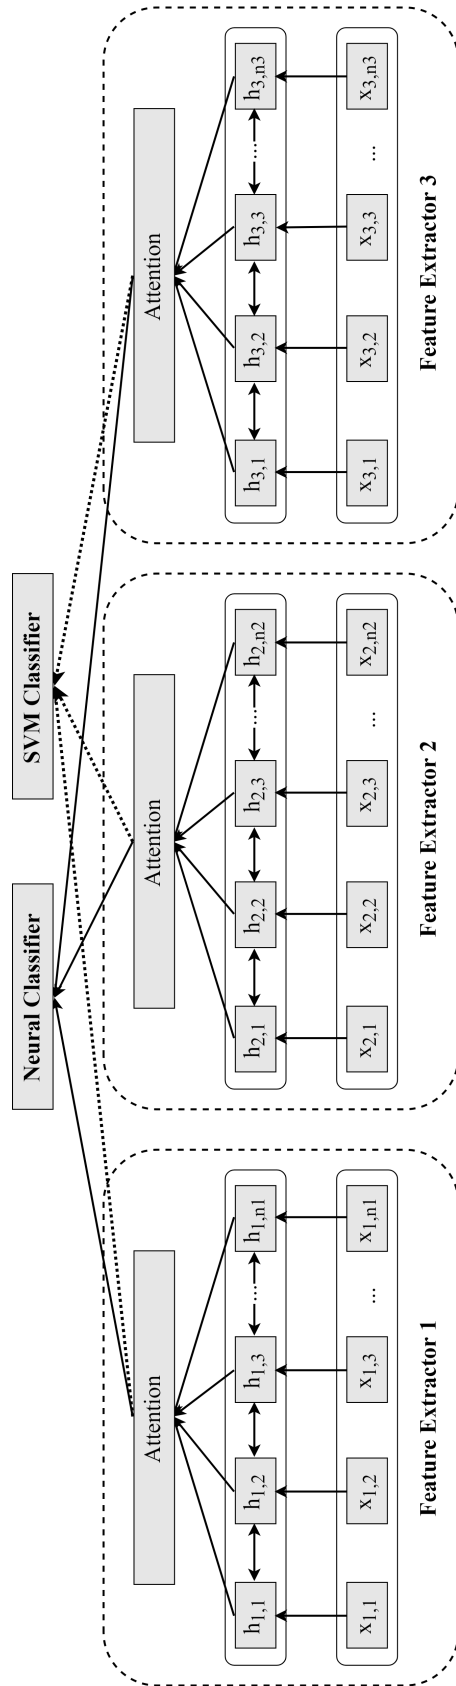 Neural Classifier
SVM Classifier
Attention
h1,1 h1,2 h1,3 .... h1,n1
x1,1 x1,2 x1,3 ... x1,n1
Feature Extractor 1
Attention
h2,1 h2,2 h2,3 .... h2,n2
x2,1 x2,2 x2,3 ... x2,n2
Feature Extractor 2
Attention
h3,1 h3,2 h3,3 .... h3,n3
x3,1 x3,2 x3,3 ... x3,n3
Feature Extractor 3